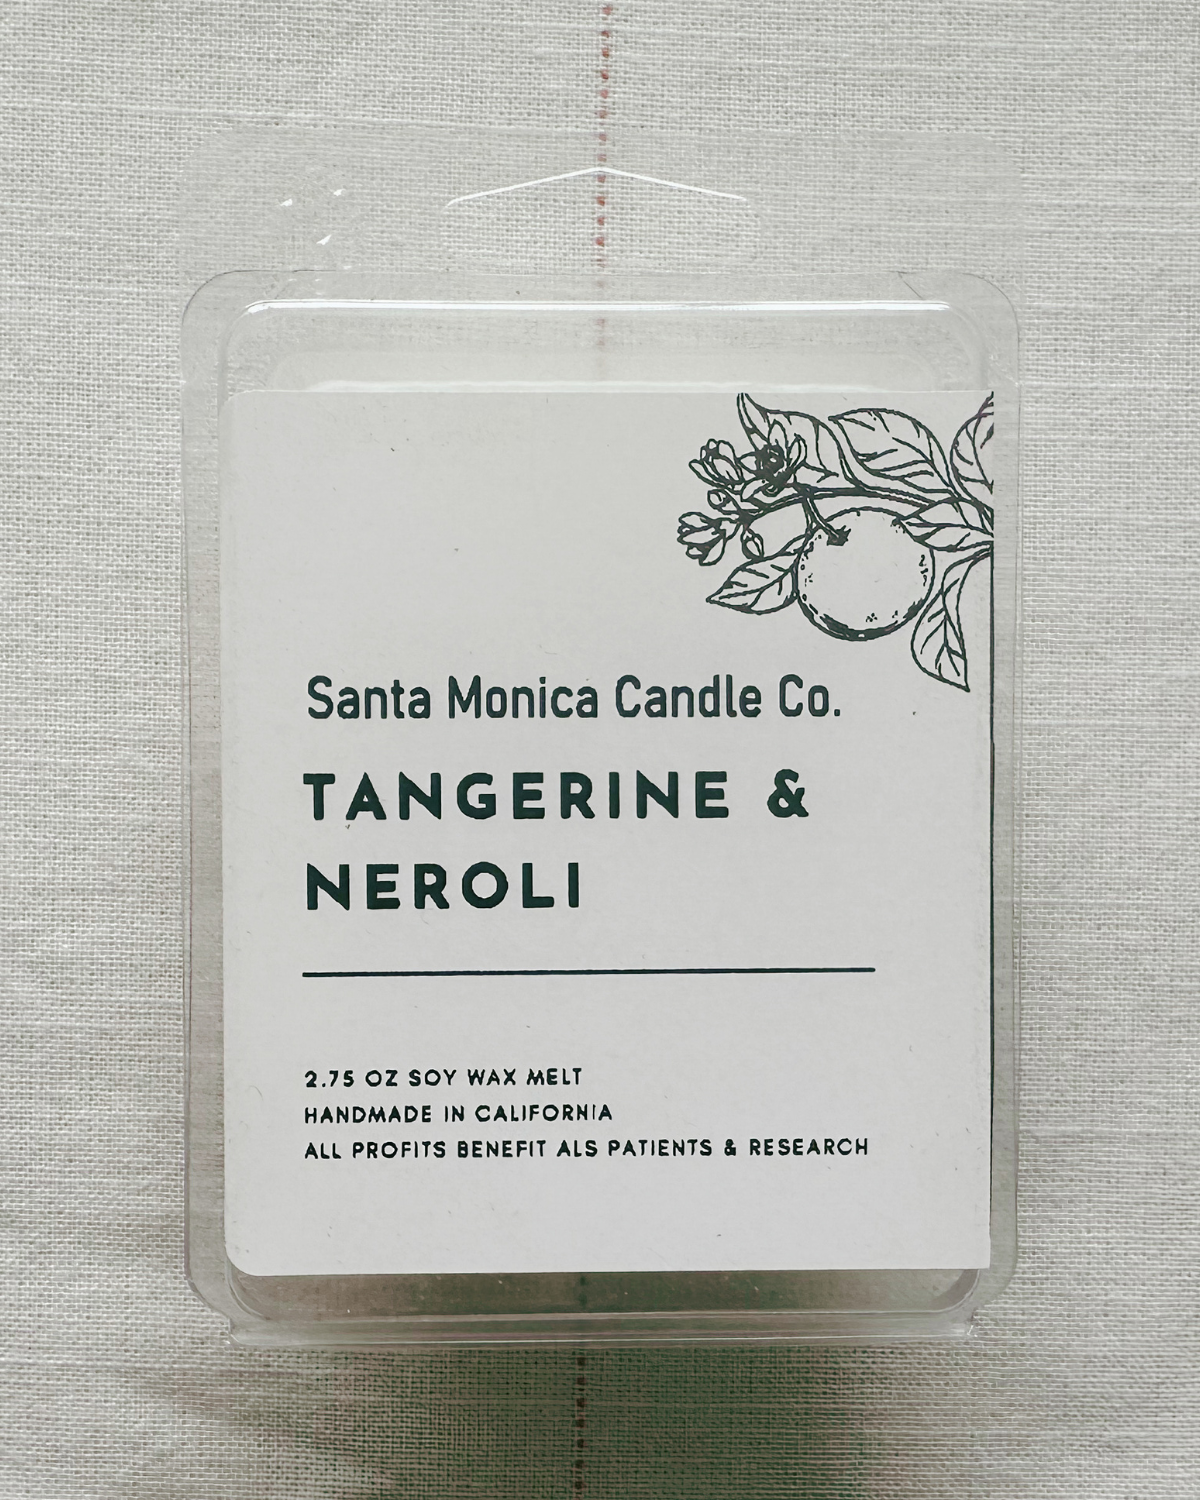 Santa Monica Candle Co.
TANGERINE &
NEROLI
2.75 OZ SOY WAX MELT
HANDMADE IN CALIFORNIA
ALL PROFITS BENEFIT ALS PATIENTS & RESEARCH